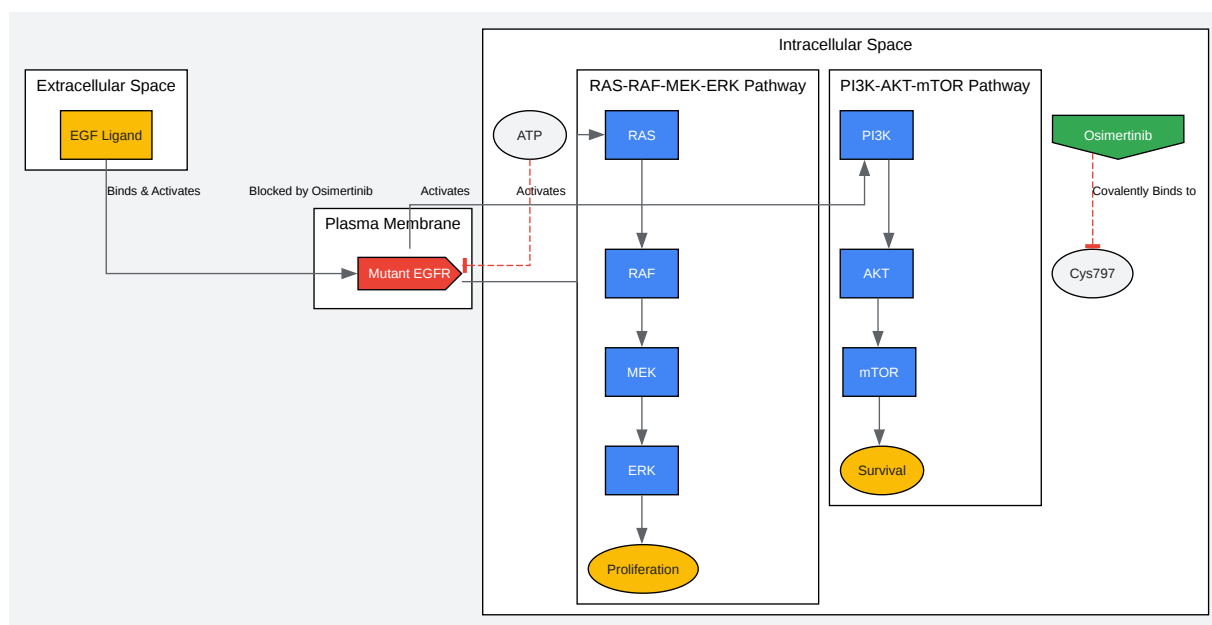 Intracellular Space
Extracellular Space
RAS-RAF-MEK-ERK Pathway
PI3K-AKT-mTOR Pathway
EGF Ligand
ATP
RAS
PI3K
Osimertinib
Binds & Activates
Blocked by Osimertinib
Activates
Activates
Covalently Binds to
Plasma Membrane
Mutant EGFR
RAF
AKT
Cys797
MEK
mTOR
ERK
Survival
Proliferation